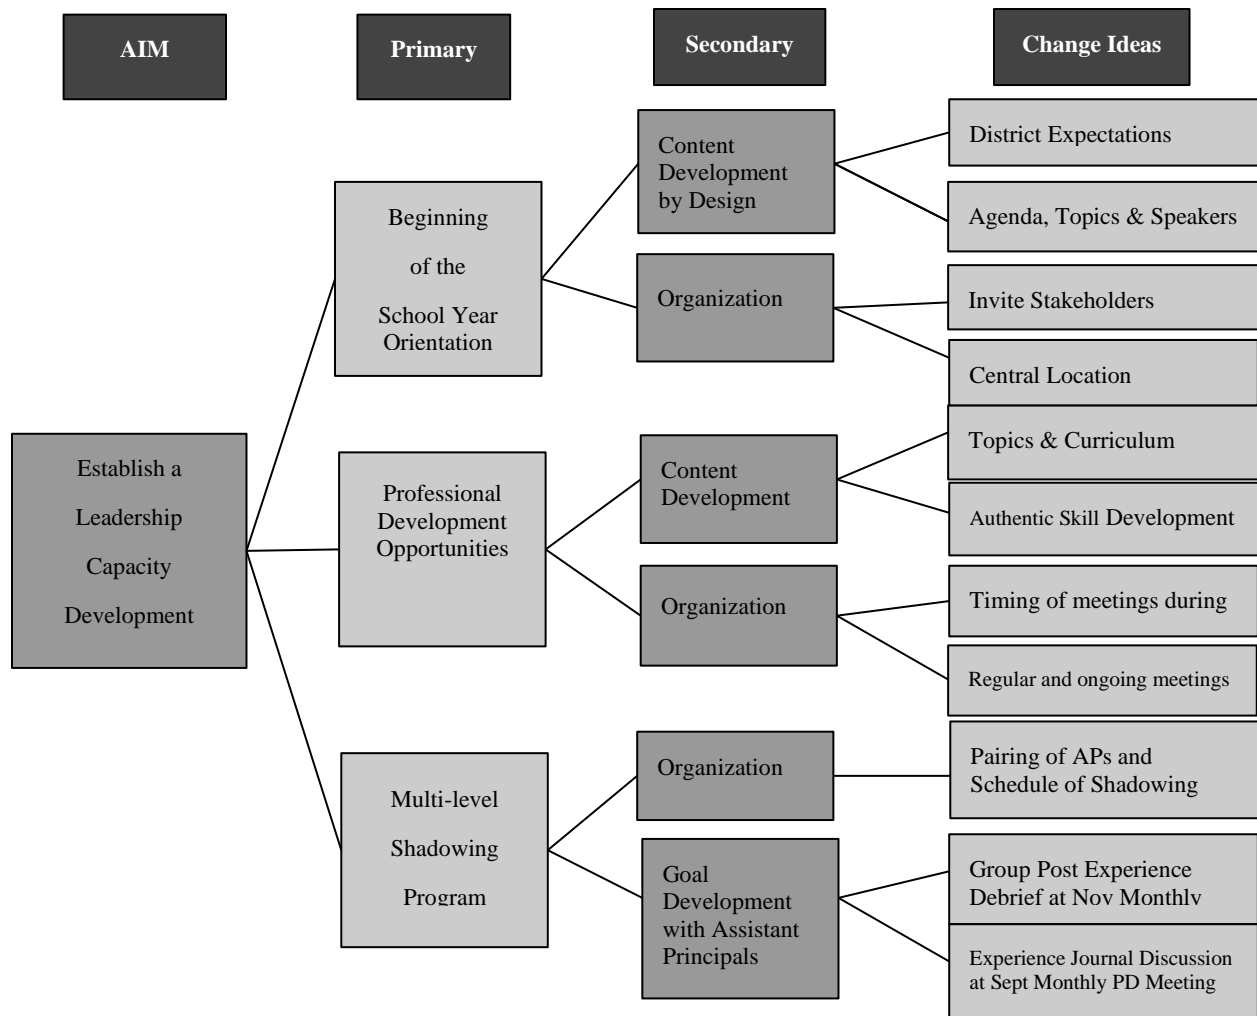 AIM
Primary
Secondary
Change Ideas
Establish a
Leadership
Capacity
Development
Beginning
of the
School Year
Orientation
Content
Development
by Design
District Expectations
Agenda, Topics & Speakers
Organization
Invite Stakeholders
Central Location
Professional
Development
Opportunities
Content
Development
Topics & Curriculum
Authentic Skill Development
Organization
Timing of meetings during
Regular and ongoing meetings
Multi-level
Shadowing
Program
Organization
Pairing of APs and
Schedule of Shadowing
Goal
Development
with Assistant
Principals
Group Post Experience
Debrief at Nov Monthly
Experience Journal Discussion
at Sept Monthly PD Meeting